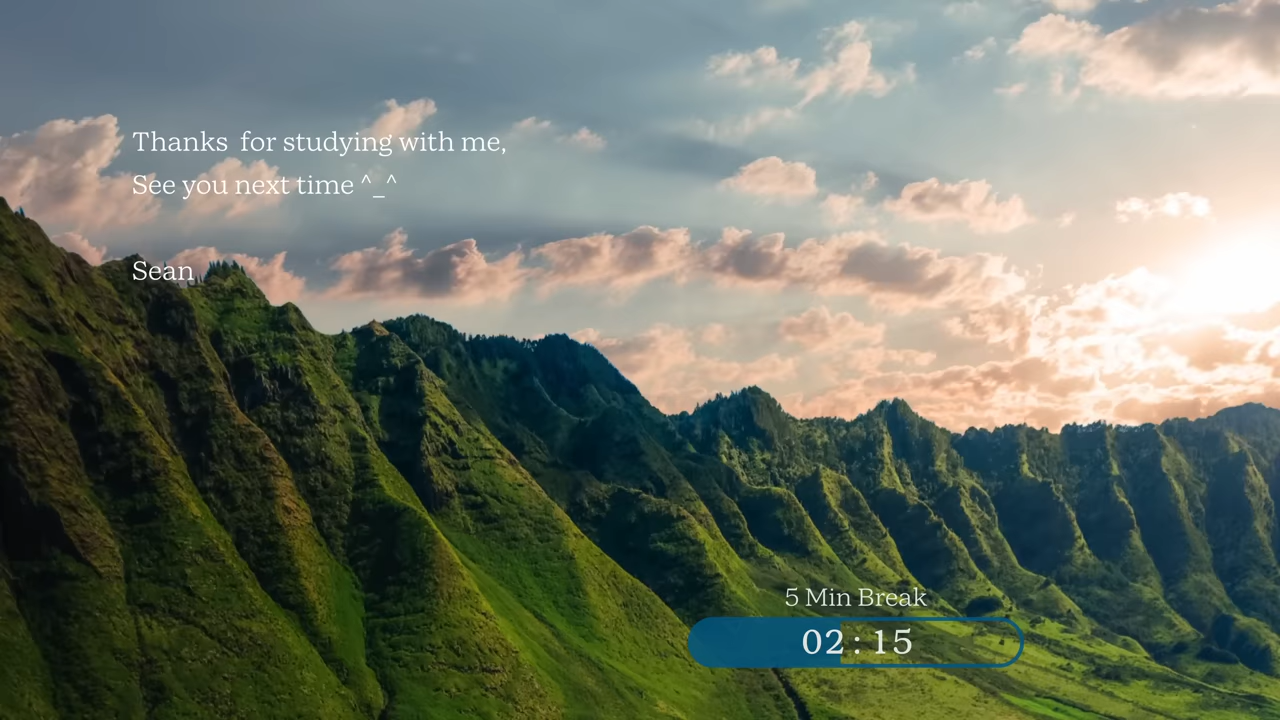 Thanks  for studying with me,
See you next time ^_^
Sean
5 Min Break
02:15